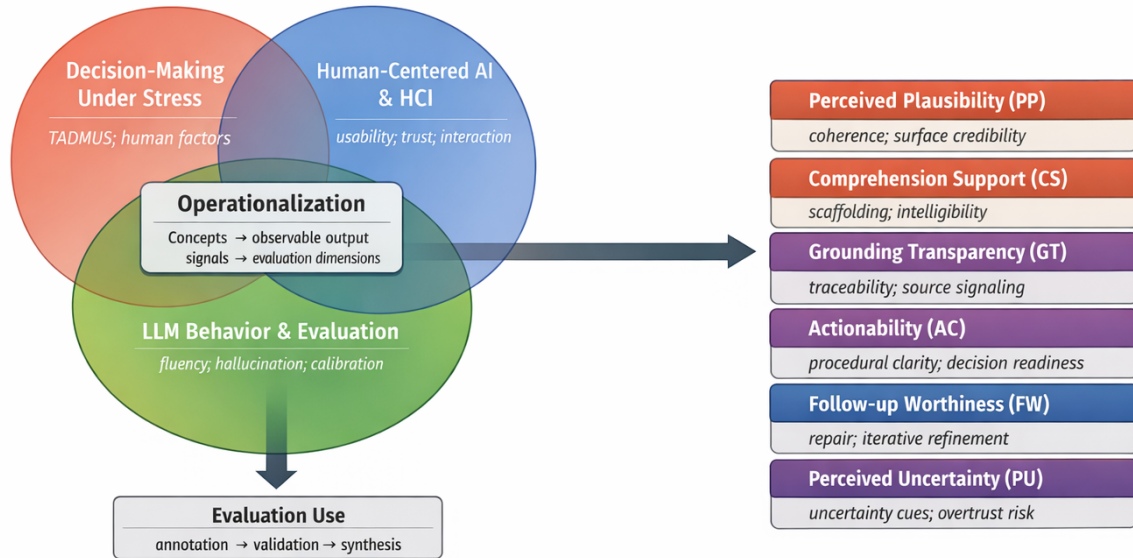 Decision-Making
Under Stress
TADMUS; human factors
Human-Centered AI
& HCI
usability; trust; interaction
Operationalization
Concepts → observable output
signals → evaluation dimensions
LLM Behavior & Evaluation
fluency; hallucination; calibration
Evaluation Use
annotation → validation → synthesis
Perceived Plausibility (PP)
coherence; surface credibility
Comprehension Support (CS)
scaffolding; intelligibility
Grounding Transparency (GT)
traceability; source signaling
Actionability (AC)
procedural clarity; decision readiness
Follow-up Worthiness (FW)
repair; iterative refinement
Perceived Uncertainty (PU)
uncertainty cues; overtrust risk